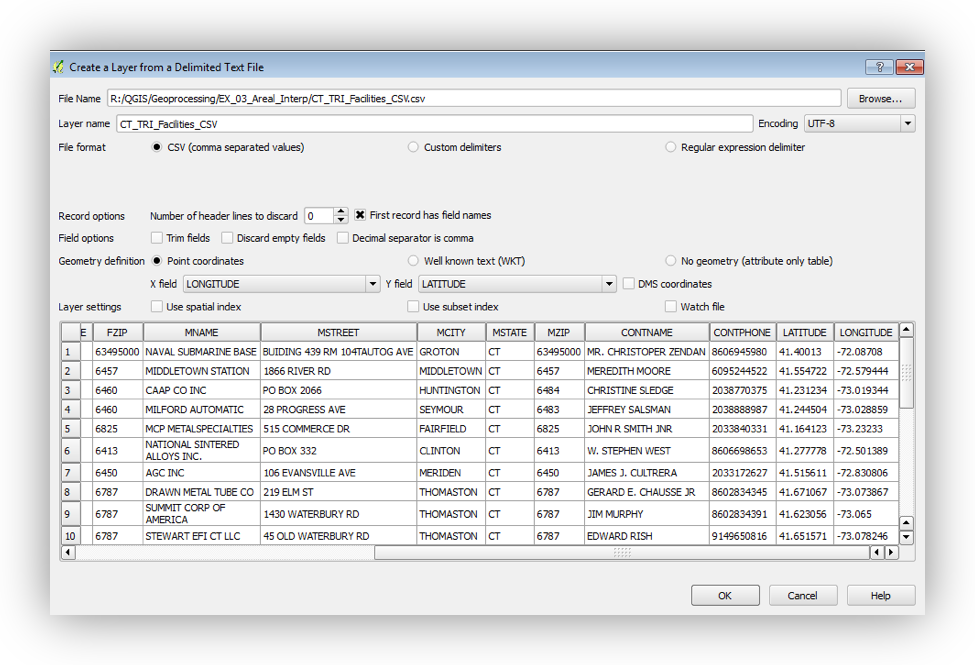 Create a Layer from a Delimited Text File
File Name R:/QGIS/Geoprocessing/EX_03_Areal_Interp/CT_TRI_Facilities_CSV.csv Browse...
Layer name CT_TRI_Facilities_CSV Encoding UTF-8
File format CSV (comma separated values) Custom delimiters Regular expression delimiter
Record options Number of header lines to discard 0 First record has field names
Field options Trim fields Discard empty fields Decimal separator is comma
Geometry definition Point coordinates Well known text (WKT) No geometry (attribute only table)
X field LONGITUDE Y field LATITUDE DMS coordinates
Layer settings Use spatial index Use subset index Watch file
E FZIP MNAME MSTREET MCITY MSTATE MZIP CONTNAME CONTPHONE LATITUDE LONGITUDE
1 63495000 NAVAL SUBMARINE BASE BUIDING 439 RM 104TAUTOG AVE GROTON CT 63495000 MR. CHRISTOPER ZENDAN 8606945980 41.40013 -72.08708
2 6457 MIDDLETOWN STATION 1866 RIVER RD MIDDLETOWN CT 6457 MEREDITH MOORE 6095244522 41.554722 -72.579444
3 6460 CAAP CO INC PO BOX 2066 HUNTINGTON CT 6484 CHRISTINE SLEDGE 2038770375 41.231234 -73.019344
4 6460 MILFORD AUTOMATIC 28 PROGRESS AVE SEYMOUR CT 6483 JEFFREY SALSMAN 2038888987 41.244504 -73.028859
5 6825 MCP METALSPECIALTIES 515 COMMERCE DR FAIRFIELD CT 6825 JOHN R SMITH JNR 2033840331 41.164123 -73.23233
6 6413 NATIONAL SINTERED ALLOYS INC. PO BOX 332 CLINTON CT 6413 W. STEPHEN WEST 8606698653 41.277778 -72.501389
7 6450 AGC INC 106 EVANSVILLE AVE MERIDEN CT 6450 JAMES J. CULTRERA 2033172627 41.515611 -72.830806
8 6787 DRAWN METAL TUBE CO 219 ELM ST THOMASTON CT 6787 GERARD E. CHAUSSE JR 8602834345 41.671067 -73.073867
9 6787 SUMMIT CORP OF AMERICA 1430 WATERBURY RD THOMASTON CT 6787 JIM MURPHY 8602834391 41.623056 -73.065
10 6787 STEWART EFI CT LLC 45 OLD WATERBURY RD THOMASTON CT 6787 EDWARD RISH 9149650816 41.651571 -73.078246
OK Cancel Help